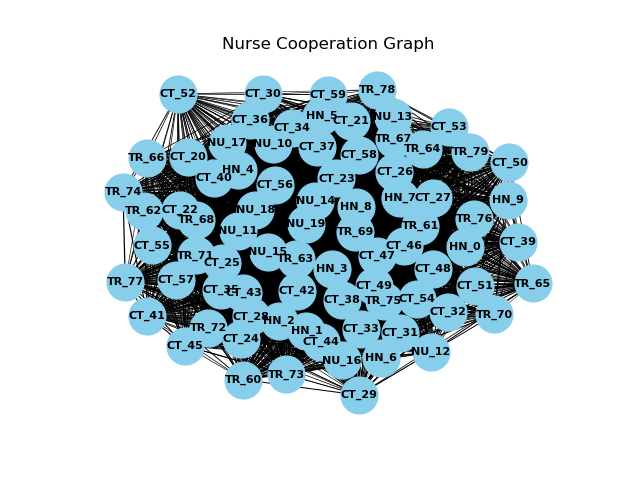 Nurse Cooperation Graph
CT_52
CT_30
CT_59
TR_78
CT_36
CT_34
HN_5
CT_21
NU_13
CT_53
NU_17
NU_10
CT_37
TR_67
TR_64
TR_79
TR_66
CT_20
CT_58
CT_50
CT_40
HN_4
CT_56
CT_23
CT_26
TR_74
TR_62
CT_22
TR_68
NU_18
NU_14
HN_8
HN_7
CT_27
HN_9
CT_55
NU_11
NU_19
TR_69
TR_61
TR_76
TR_71
CT_25
NU_15
TR_63
HN_3
CT_47
CT_46
HN_0
CT_39
TR_77
CT_57
CT_43
CT_42
CT_38
CT_49
TR_75
CT_48
CT_54
CT_51
TR_65
CT_41
TR_72
CT_28
HN_2
HN_1
CT_33
CT_31
CT_32
TR_70
CT_45
CT_24
CT_44
NU_16
HN_6
NU_12
TR_60
TR_73
CT_29